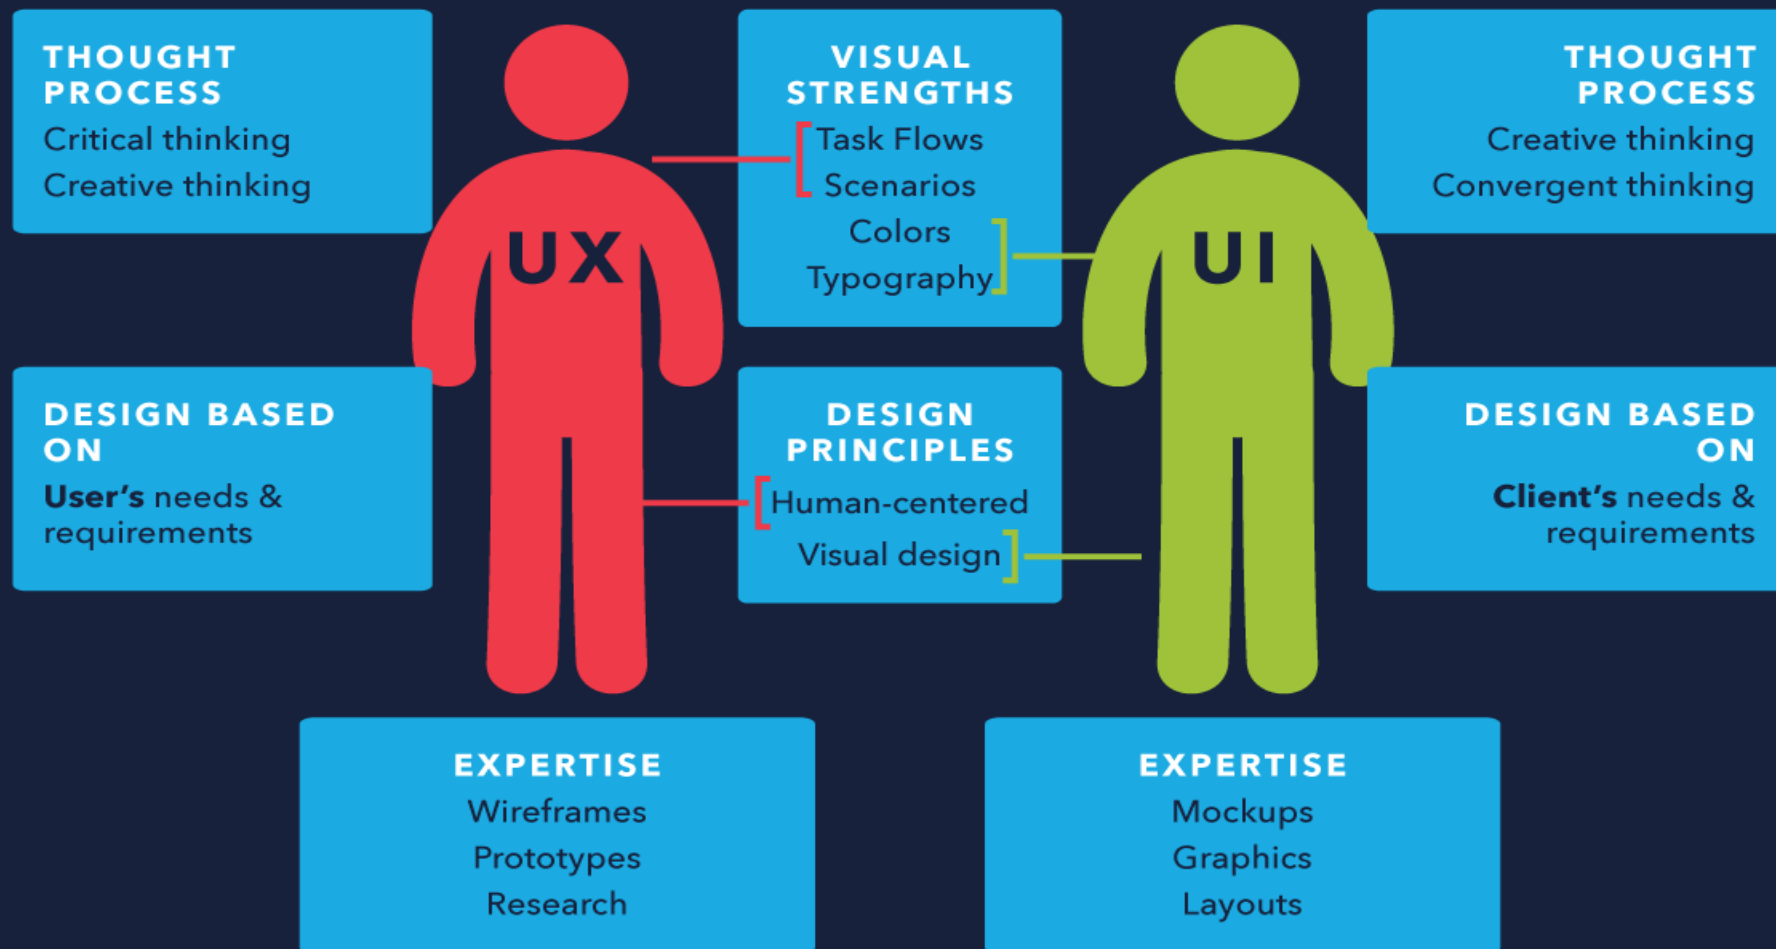 THOUGHT
PROCESS
Critical thinking
Creative thinking
UX
DESIGN BASED
ON
User's needs &
requirements
VISUAL
STRENGTHS
Task Flows
Scenarios
Colors
Typography
DESIGN
PRINCIPLES
Human-centered
Visual design
UI
THOUGHT
PROCESS
Creative thinking
Convergent thinking
DESIGN BASED
ON
Client's needs &
requirements
EXPERTISE
Wireframes
Prototypes
Research
EXPERTISE
Mockups
Graphics
Layouts